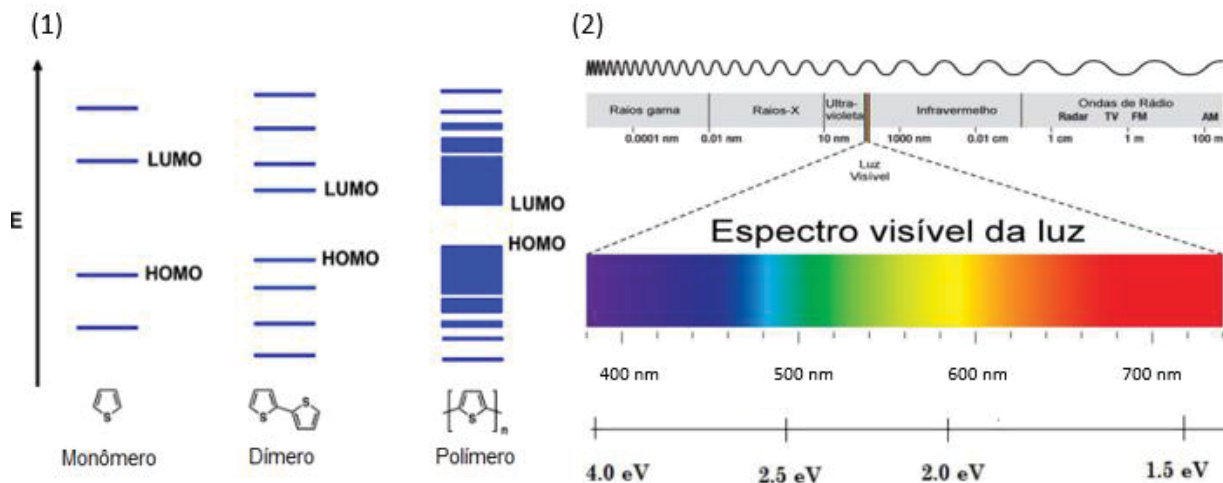 (1)
E
LUMO
HOMO
S
Monômero
LUMO
HOMO
S
S
Dímero
LUMO
HOMO
S
n
Polímero
(2)
Raios gama
Raios-X
Ultra-
violeta
Infravermelho
Ondas de Rádio
Radar TV FM AM
0.0001 nm 0.01 nm 10 nm 1000 nm 0.01 cm 1 cm 1 m 100 m
Luz
Visível
Espectro visível da luz
400 nm 500 nm 600 nm 700 nm
4.0 eV 2.5 eV 2.0 eV 1.5 eV